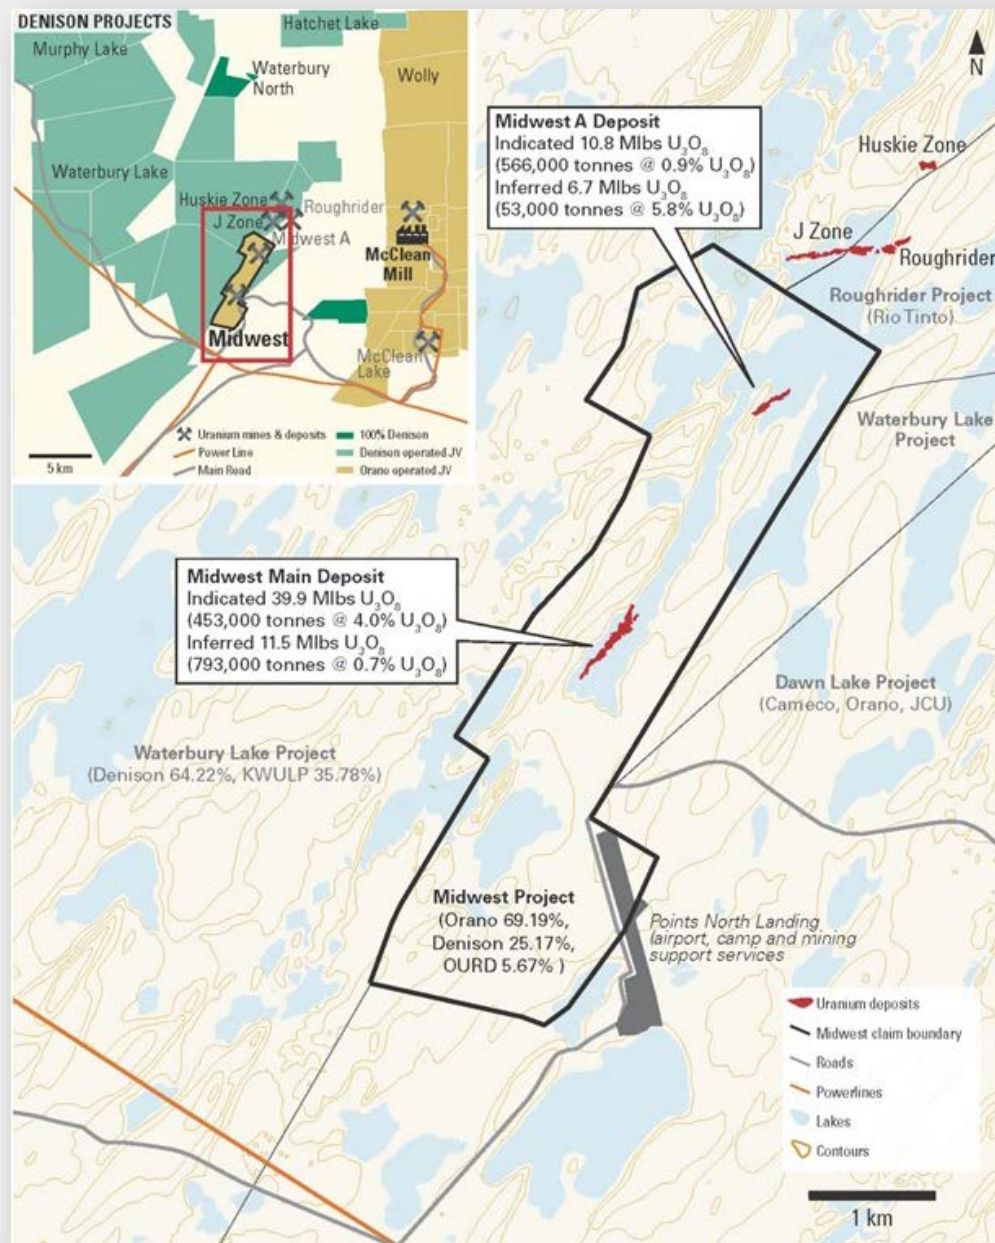 DENISON PROJECTS
Murphy Lake
Hatchet Lake
Waterbury
North
Wolly
Waterbury Lake
Huskie Zone
Roughrider
J Zone
Midwest A
McClean
Mill
Midwest
McClean
Lake
Uranium mines & deposits
Power Line
Main Road
100% Denison
Denison operated JV
Orano operated JV
5 km
N
Midwest A Deposit
Indicated 10.8 Mlbs U₃O₈
(566,000 tonnes @ 0.9% U₃O₈)
Inferred 6.7 Mlbs U₃O₈
(53,000 tonnes @ 5.8% U₃O₈)
Huskie Zone
J Zone
Roughrider
Roughrider Project
(Rio Tinto)
Waterbury Lake
Project
Midwest Main Deposit
Indicated 39.9 Mlbs U₃O₈
(453,000 tonnes @ 4.0% U₃O₈)
Inferred 11.5 Mlbs U₃O₈
(793,000 tonnes @ 0.7% U₃O₈)
Dawn Lake Project
(Cameco, Orano, JCU)
Waterbury Lake Project
(Denison 64.22%, KWULP 35.78%)
Midwest Project
(Orano 69.19%,
Denison 25.17%,
OURD 5.67% )
Points North Landing
(airport, camp and mining
support services
Uranium deposits
Midwest claim boundary
Roads
Powerlines
Lakes
Contours
1 km